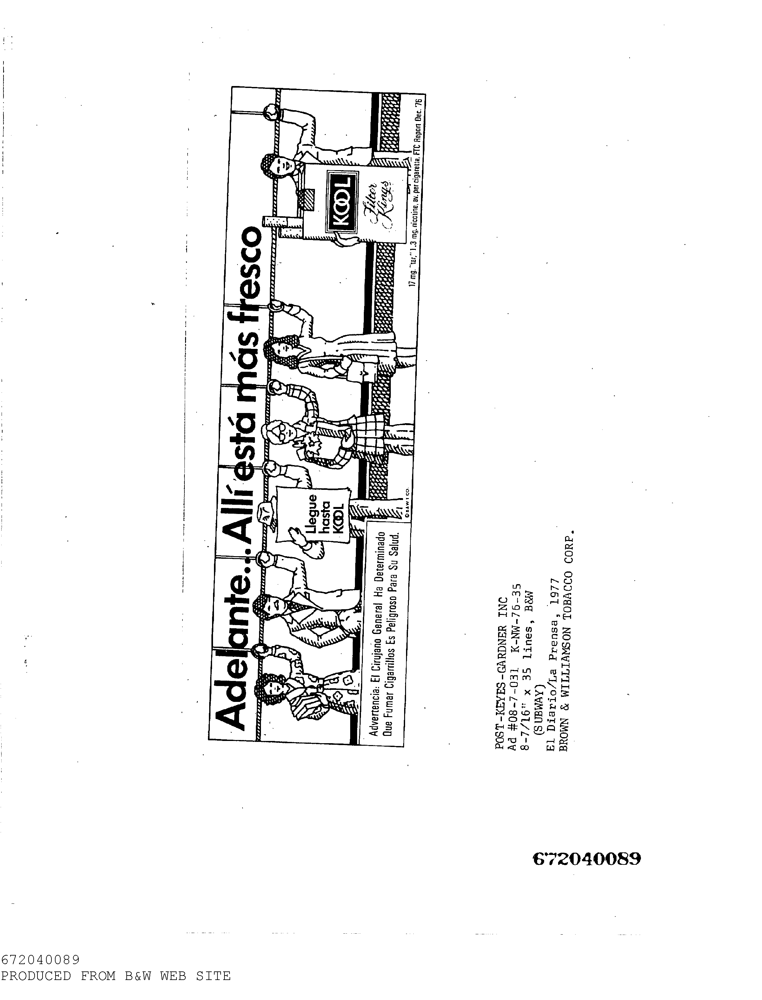 Adelante... Allí está más fresco
Llegue
hasta
KOOL
KOOL
Filter
Kings
Advertencia: El Cirujano General Ha Determinado
Que Fumar Cigarrillos Es Peligroso Para Su Salud.
© B&W T CO.
17 mg. "tar," 1.3 mg. nicotine, av. per cigarette, FTC Report Dec. '76
POST-KEYES-GARDNER INC
Ad #08-7-031 K-NW-76-35
8-7/16" x 35 lines, B&W
(SUBWAY)
El Diario/La Prensa, 1977
BROWN & WILLIAMSON TOBACCO CORP.
672040089
672040089
PRODUCED FROM B&W WEB SITE